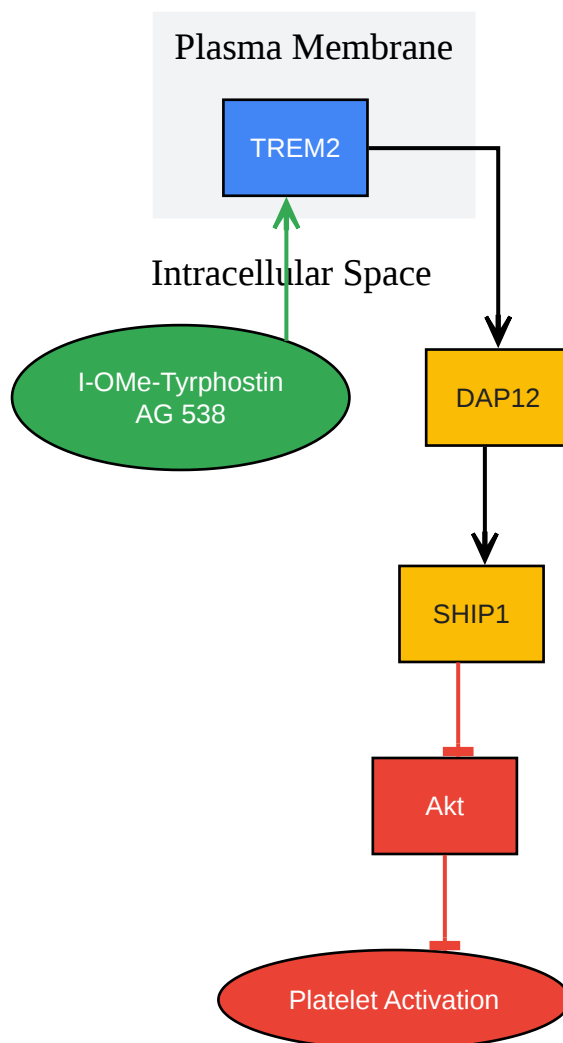 Plasma Membrane
TREM2
Intracellular Space
I-OMe-Tyrphostin
AG 538
DAP12
SHIP1
Akt
Platelet Activation